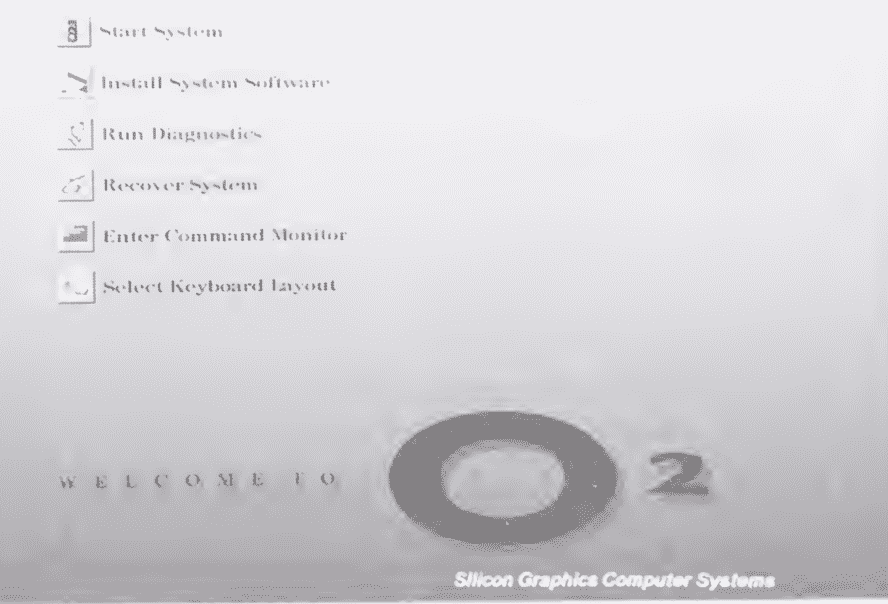 Start System
Install System Software
Run Diagnostics
Recover System
Enter Command Monitor
Select Keyboard Layout
WELCOME TO
O2
Silicon Graphics Computer Systems